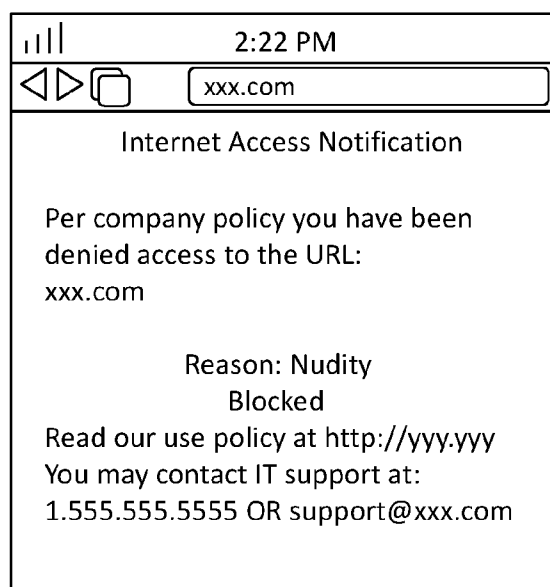 2:22 PM
xxx.com
Internet Access Notification
Per company policy you have been
denied access to the URL:
xxx.com
Reason: Nudity
Blocked
Read our use policy at http://yyy.yyy
You may contact IT support at:
1.555.555.5555 OR support@xxx.com